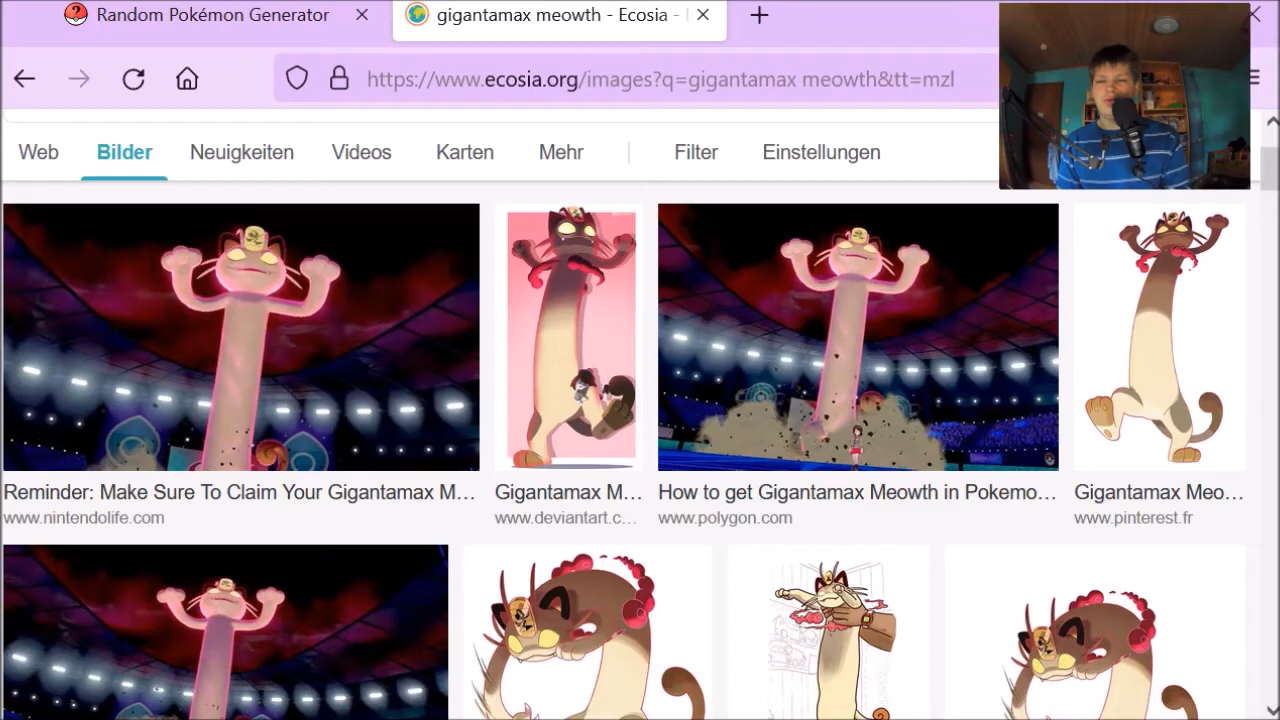 Random Pokémon Generator
gigantamax meowth - Ecosia -
https://www.ecosia.org/images?q=gigantamax meowth&tt=mzl
Web
Bilder
Neuigkeiten
Videos
Karten
Mehr
Filter
Einstellungen
Reminder: Make Sure To Claim Your Gigantamax M...
www.nintendolife.com
Gigantamax M...
www.deviantart.c...
How to get Gigantamax Meowth in Pokemo...
www.polygon.com
Gigantamax Meo...
www.pinterest.fr